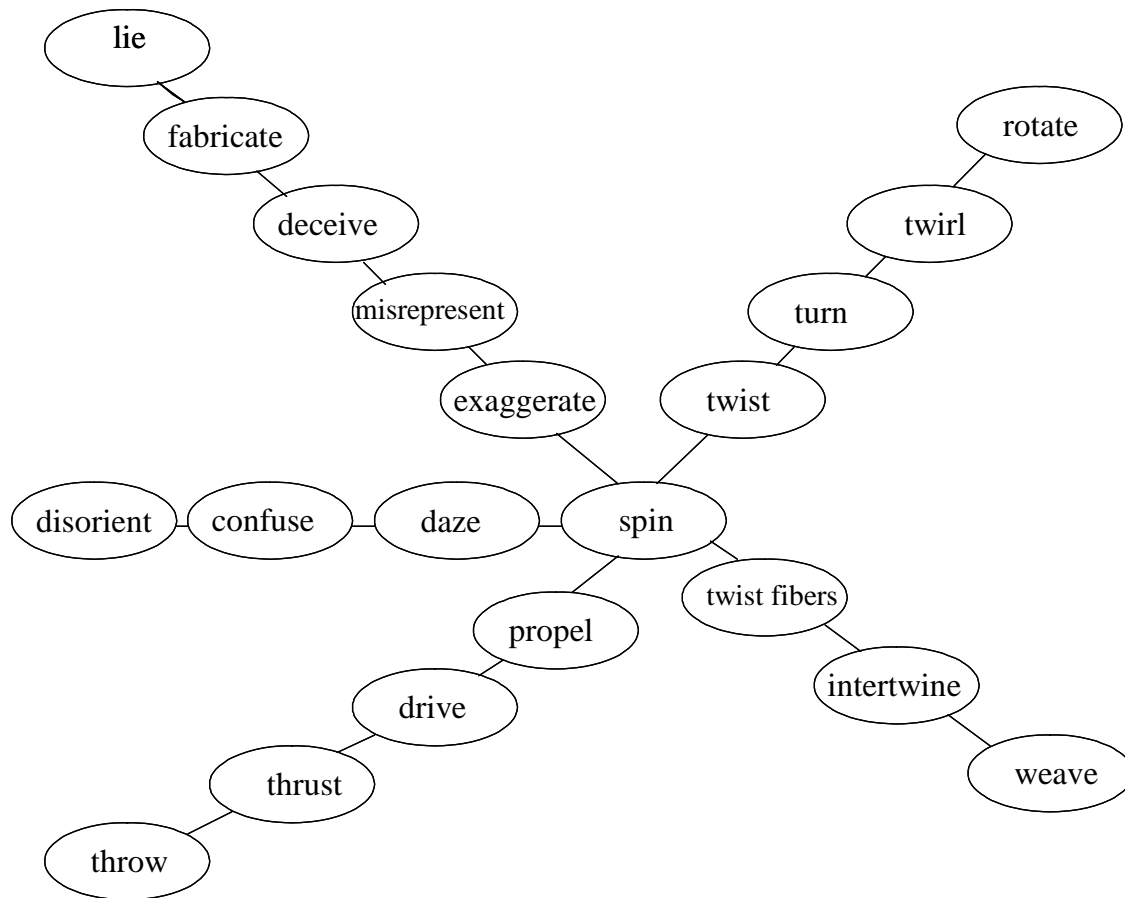 lie
fabricate
rotate
deceive
twirl
misrepresent
turn
exaggerate
twist
disorient
confuse
daze
spin
twist fibers
propel
intertwine
drive
weave
thrust
throw